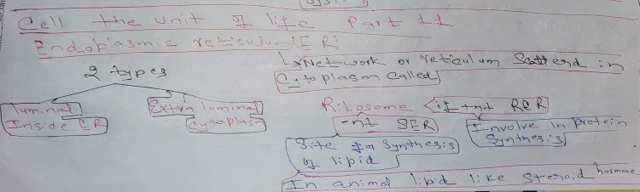 Cell the unit of life Part 11
Endoplasmic reticulum (ER)
Network or reticulum Scatterd in
Cytoplasm Called
2 types
luminal
Inside ER
Extra luminal
Cytoplasm
Ribosome
if +nt RER
-nt SER
Involve in protein
Synthesis
Site for Synthesis
of lipid
In animal lipid like Steroid hormone